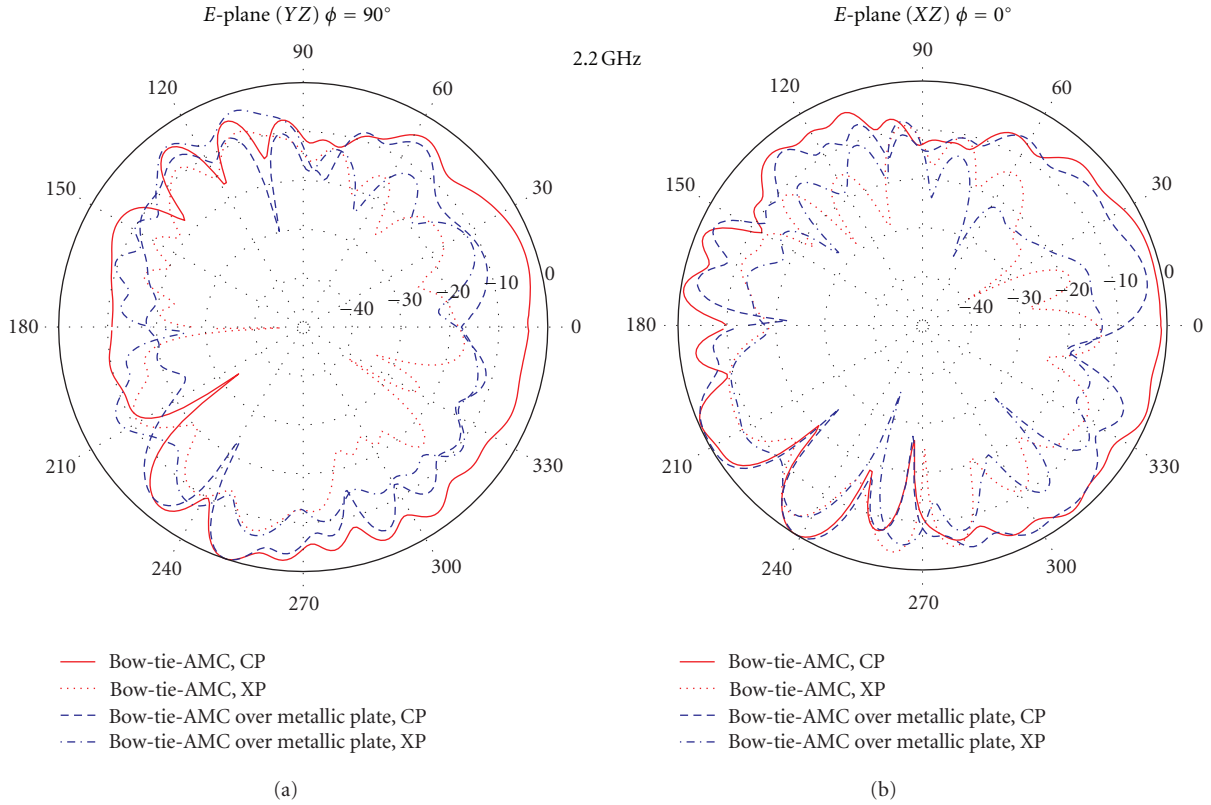 E-plane (YZ) ϕ = 90°
90
120
60
150
30
180
0
210
330
240
300
270
0
−10
−20
−30
−40
Bow-tie-AMC, CP
Bow-tie-AMC, XP
Bow-tie-AMC over metallic plate, CP
Bow-tie-AMC over metallic plate, XP
(a)
2.2 GHz
E-plane (XZ) ϕ = 0°
90
120
60
150
30
180
0
210
330
240
300
270
0
−10
−20
−30
−40
Bow-tie-AMC, CP
Bow-tie-AMC, XP
Bow-tie-AMC over metallic plate, CP
Bow-tie-AMC over metallic plate, XP
(b)